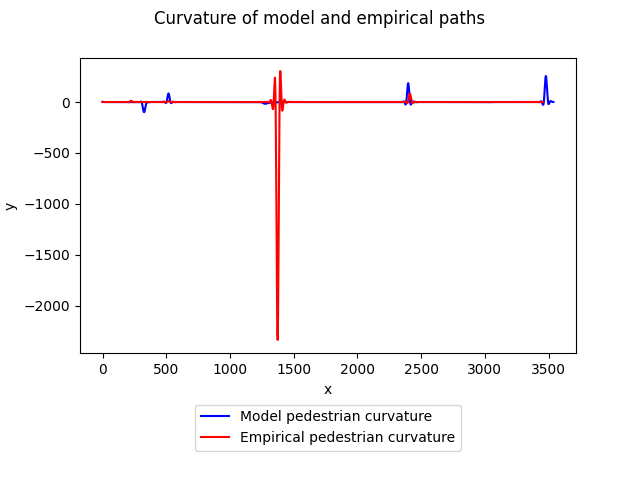 Curvature of model and empirical paths
0
−500
−1000
−1500
−2000
y
0 500 1000 1500 2000 2500 3000 3500
x
Model pedestrian curvature
Empirical pedestrian curvature